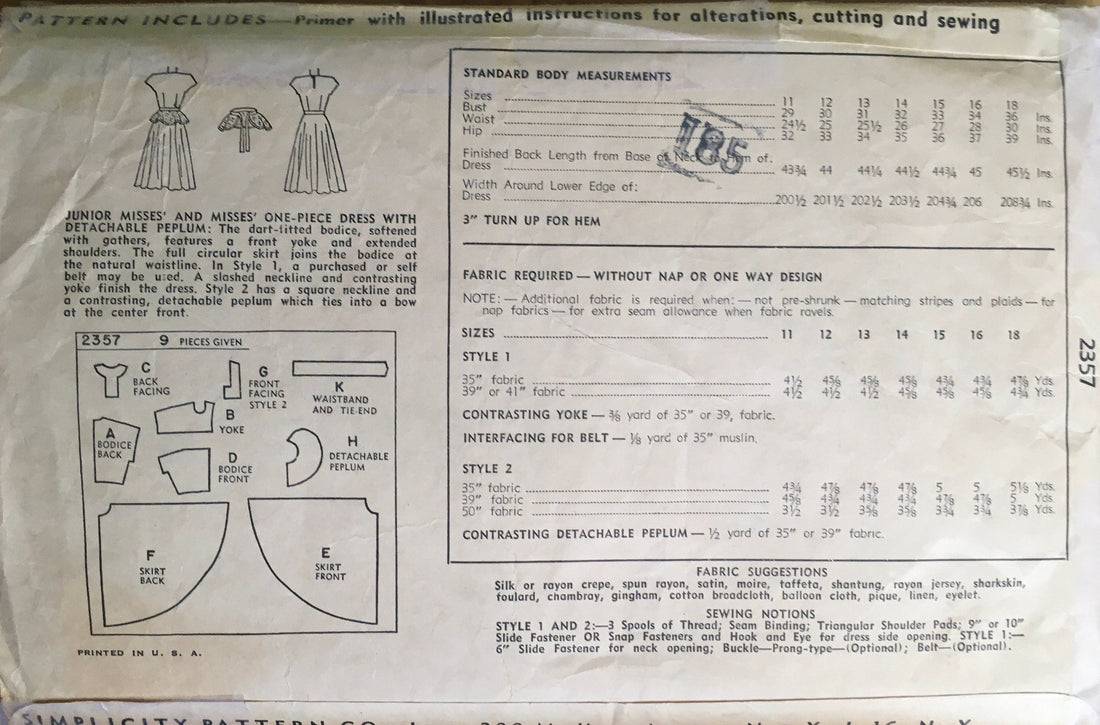 PATTERN INCLUDES—Primer with illustrated instructions for alterations, cutting and sewing
JUNIOR MISSES' AND MISSES' ONE-PIECE DRESS WITH
DETACHABLE PEPLUM: The dart-fitted bodice, softened
with gathers, features a front yoke and extended
shoulders. The full circular skirt joins the bodice at
the natural waistline. In Style 1, a purchased or self
belt may be used. A slashed neckline and contrasting
yoke finish the dress. Style 2 has a square neckline and
a contrasting, detachable peplum which ties into a bow
at the center front.
2357 9 PIECES GIVEN
C
BACK
FACING
G
FRONT
FACING
STYLE 2
K
WAISTBAND
AND TIE-END
A
BODICE
BACK
B
YOKE
D
BODICE
FRONT
H
DETACHABLE
PEPLUM
F
SKIRT
BACK
E
SKIRT
FRONT
PRINTED IN U. S. A.
STANDARD BODY MEASUREMENTS
Sizes 11 12 13 14 15 16 18
Bust 29 30 31 32 33 34 36 Ins.
Waist 24½ 25 25½ 26 27 28 30 Ins.
Hip 32 33 34 35 36 37 39 Ins.
185
Finished Back Length from Base of Neck to Hem of:
Dress 43¾ 44 44¼ 44½ 44¾ 45 45½ Ins.
Width Around Lower Edge of:
Dress 200½ 201½ 202½ 203½ 204¾ 206 208¾ Ins.
3" TURN UP FOR HEM
FABRIC REQUIRED — WITHOUT NAP OR ONE WAY DESIGN
NOTE: — Additional fabric is required when: — not pre-shrunk — matching stripes and plaids — for
nap fabrics — for extra seam allowance when fabric ravels.
SIZES 11 12 13 14 15 16 18
STYLE 1
35" fabric 4½ 4⅝ 4⅝ 4⅝ 4¾ 4¾ 4⅞ Yds.
39" or 41" fabric 4½ 4½ 4½ 4⅝ 4⅝ 4⅝ 4¾ Yds.
CONTRASTING YOKE — ⅜ yard of 35" or 39, fabric.
INTERFACING FOR BELT — ⅛ yard of 35" muslin.
STYLE 2
35" fabric 4¾ 4⅞ 4⅞ 4⅞ 5 5 5⅛ Yds.
39" fabric 4⅝ 4¾ 4¾ 4¾ 4⅞ 4⅞ 5 Yds.
50" fabric 3½ 3½ 3⅝ 3⅝ 3¾ 3¾ 3⅞ Yds.
CONTRASTING DETACHABLE PEPLUM — ½ yard of 35" or 39" fabric.
2357
FABRIC SUGGESTIONS
Silk or rayon crepe, spun rayon, satin, moire, taffeta, shantung, rayon jersey, sharkskin,
foulard, chambray, gingham, cotton broadcloth, balloon cloth, pique, linen, eyelet.
SEWING NOTIONS
STYLE 1 AND 2:—3 Spools of Thread; Seam Binding; Triangular Shoulder Pads; 9" or 10"
Slide Fastener OR Snap Fasteners and Hook and Eye for dress side opening. STYLE 1:—
6" Slide Fastener for neck opening; Buckle—Prong-type—(Optional); Belt—(Optional).
SIMPLICITY PATTERN CO.